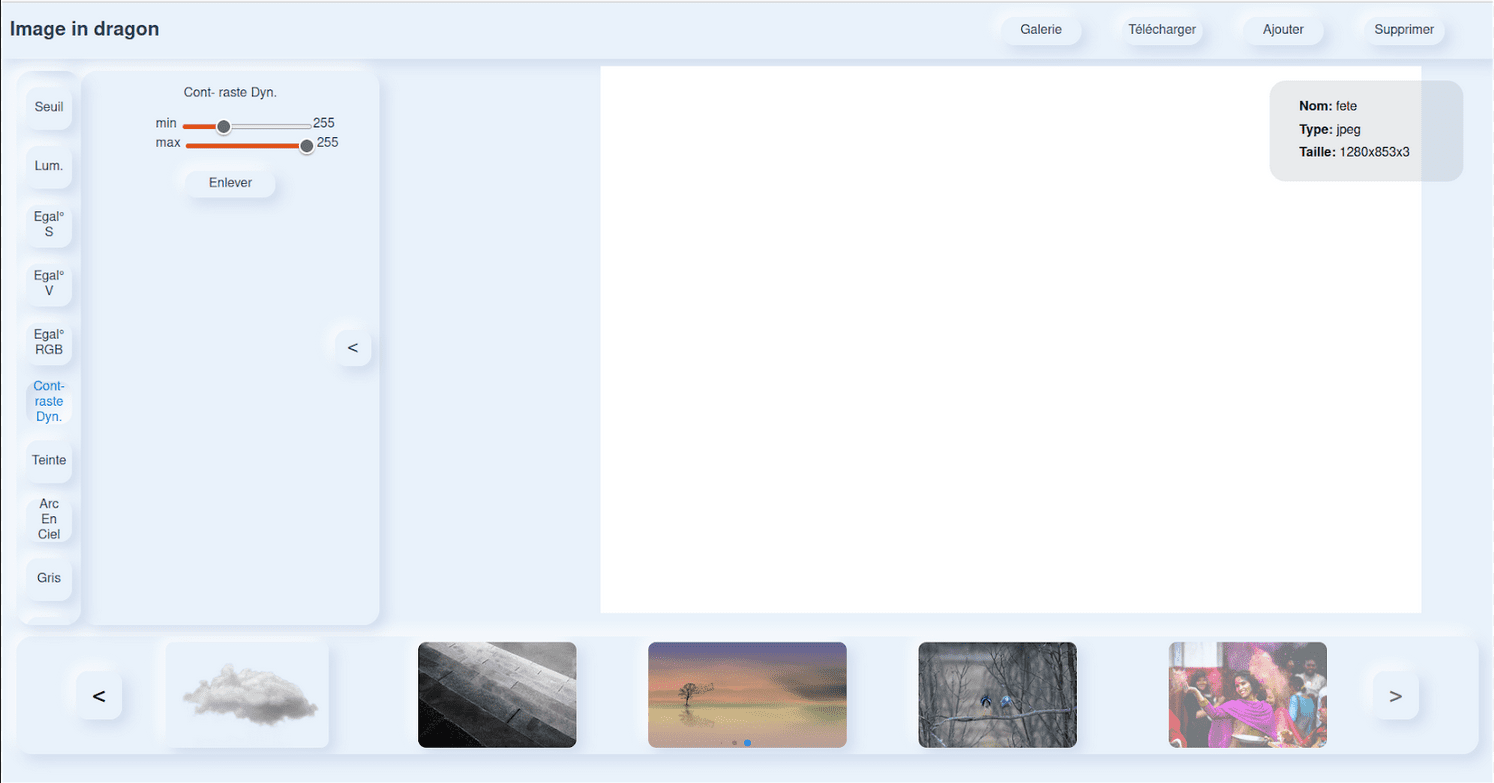 Image in dragon
Galerie
Télécharger
Ajouter
Supprimer
Seuil
Lum.
Egal°
S
Egal°
V
Egal°
RGB
Cont-
raste
Dyn.
Teinte
Arc
En
Ciel
Gris
Cont- raste Dyn.
min 255
max 255
Enlever
<
Nom: fete
Type: jpeg
Taille: 1280x853x3
<
>